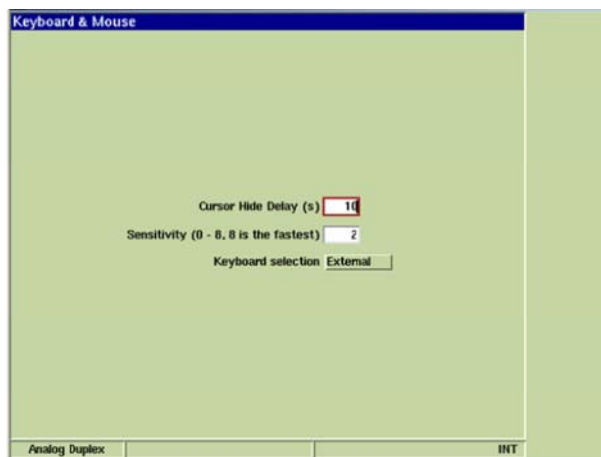 Keyboard & Mouse
Cursor Hide Delay (s) 10
Sensitivity (0 - 8, 8 is the fastest) 2
Keyboard selection External
Analog Duplex INT